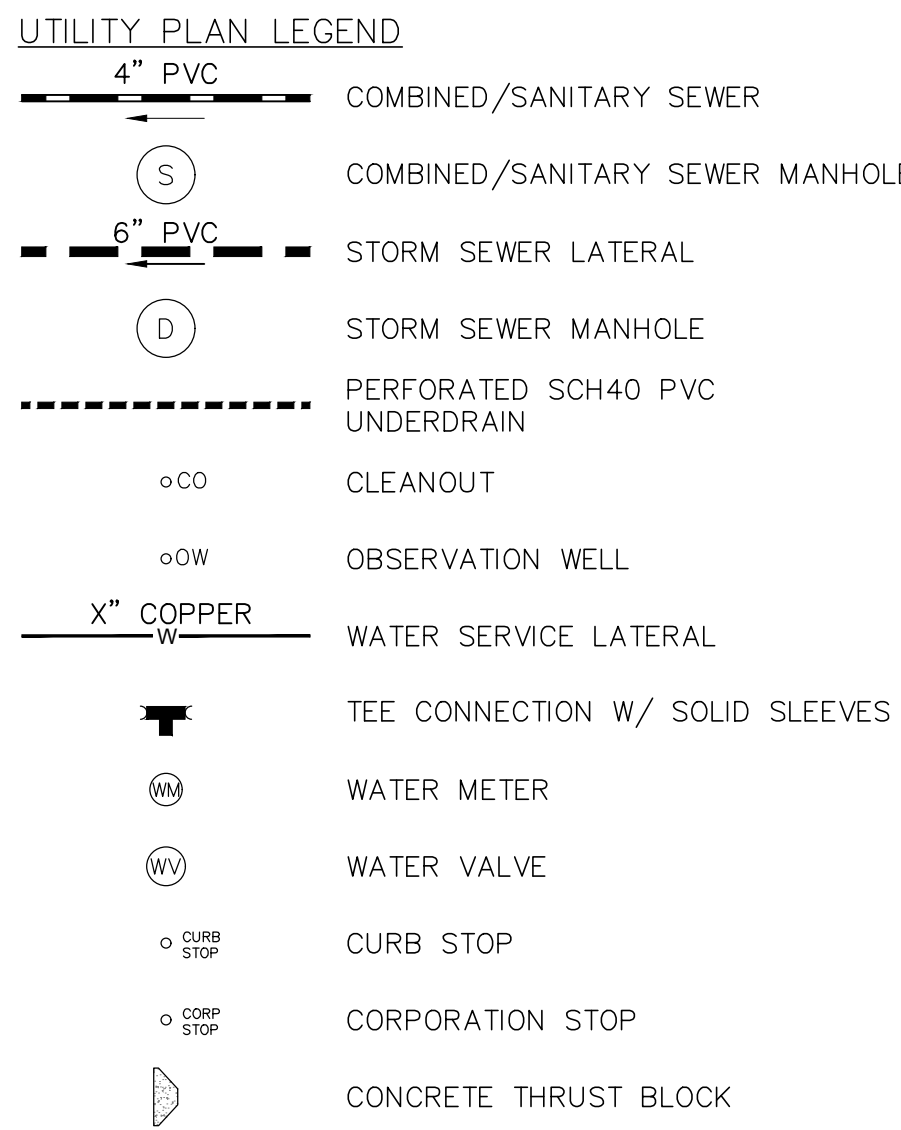 UTILITY PLAN LEGEND
4" PVC
COMBINED/SANITARY SEWER
S
COMBINED/SANITARY SEWER MANHOLE
6" PVC
STORM SEWER LATERAL
D
STORM SEWER MANHOLE
PERFORATED SCH40 PVC
UNDERDRAIN
CO
CLEANOUT
OW
OBSERVATION WELL
X" COPPER
W
WATER SERVICE LATERAL
TEE CONNECTION W/ SOLID SLEEVES
WM
WATER METER
WV
WATER VALVE
CURB
STOP
CURB STOP
CORP
STOP
CORPORATION STOP
CONCRETE THRUST BLOCK